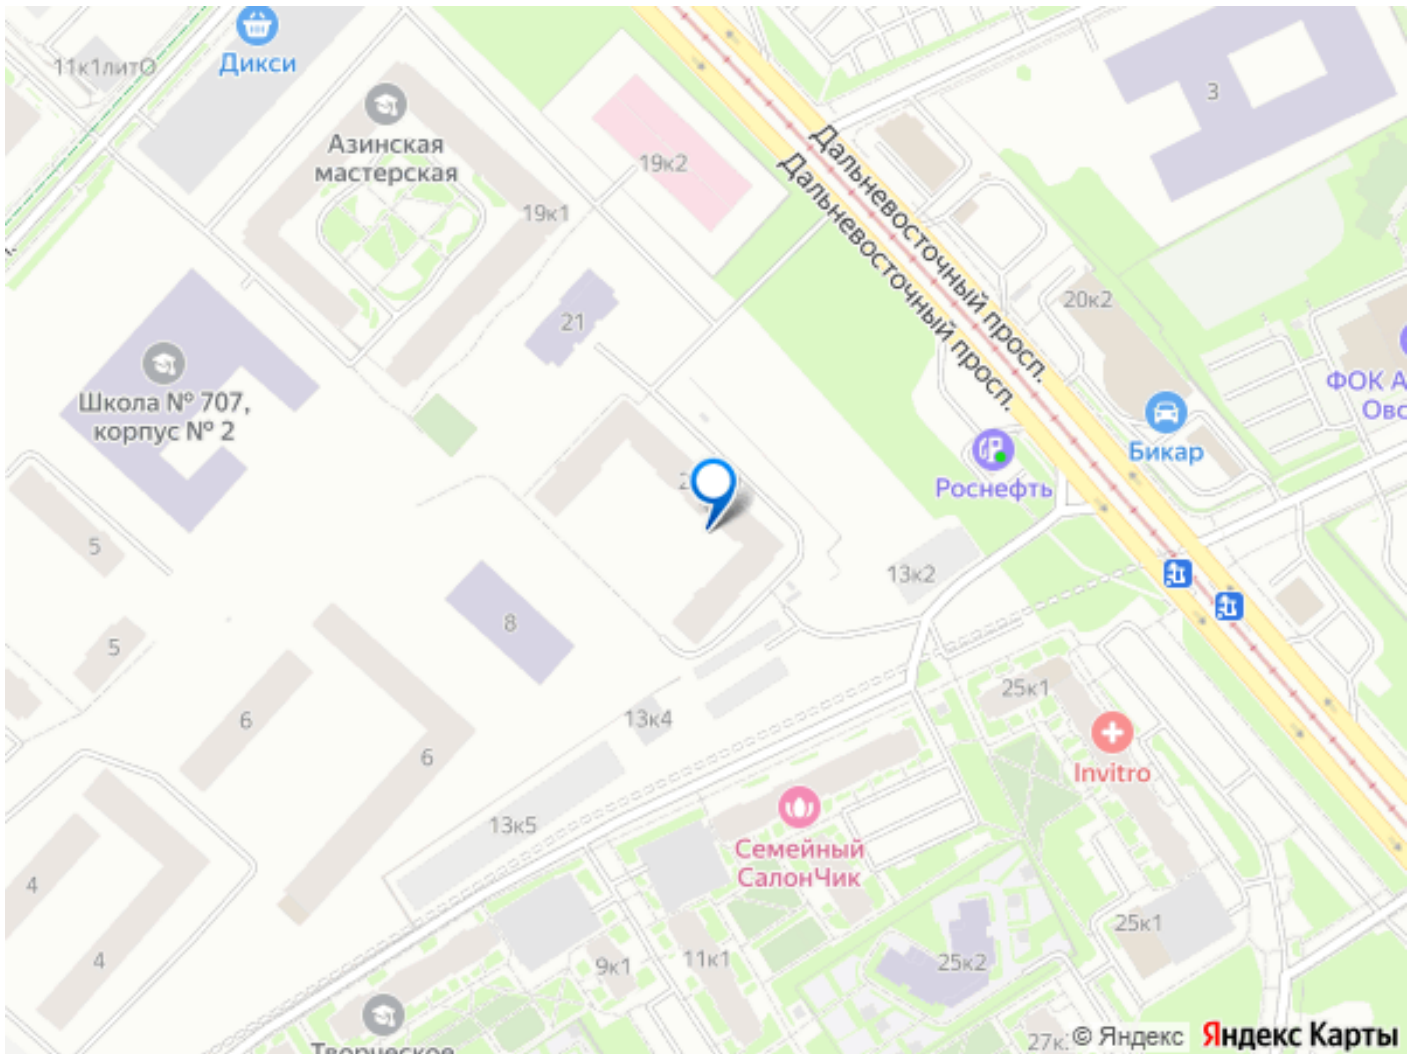 Дикси
11к1литО
3
Азинская
мастерская
19к2
19к1
Дальневосточный просп.
Дальневосточный просп.
20к2
21
ФОК А
Овс
Школа № 707,
корпус № 2
Бикар
Роснефть
5
13к2
8
5
25к1
6
13к4
6
Invitro
13к5
Семейный
СалонЧик
4
25к1
4
9к1
11к1
25к2
Творческое
27к
© Яндекс
Яндекс Карты